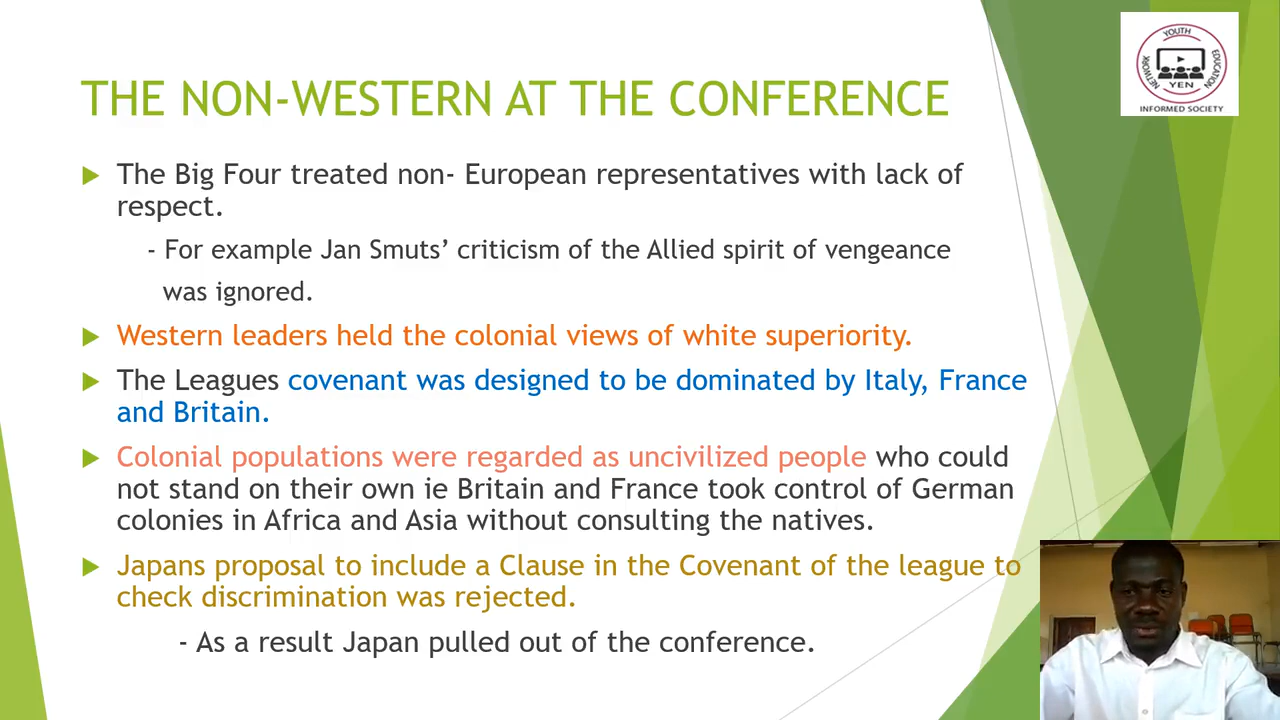 THE NON-WESTERN AT THE CONFERENCE
YOUTH
EDUCATION
NETWORK
YEN
INFORMED SOCIETY
The Big Four treated non- European representatives with lack of
respect.
- For example Jan Smuts’ criticism of the Allied spirit of vengeance
was ignored.
Western leaders held the colonial views of white superiority.
The Leagues covenant was designed to be dominated by Italy, France
and Britain.
Colonial populations were regarded as uncivilized people who could
not stand on their own ie Britain and France took control of German
colonies in Africa and Asia without consulting the natives.
Japans proposal to include a Clause in the Covenant of the league to
check discrimination was rejected.
- As a result Japan pulled out of the conference.